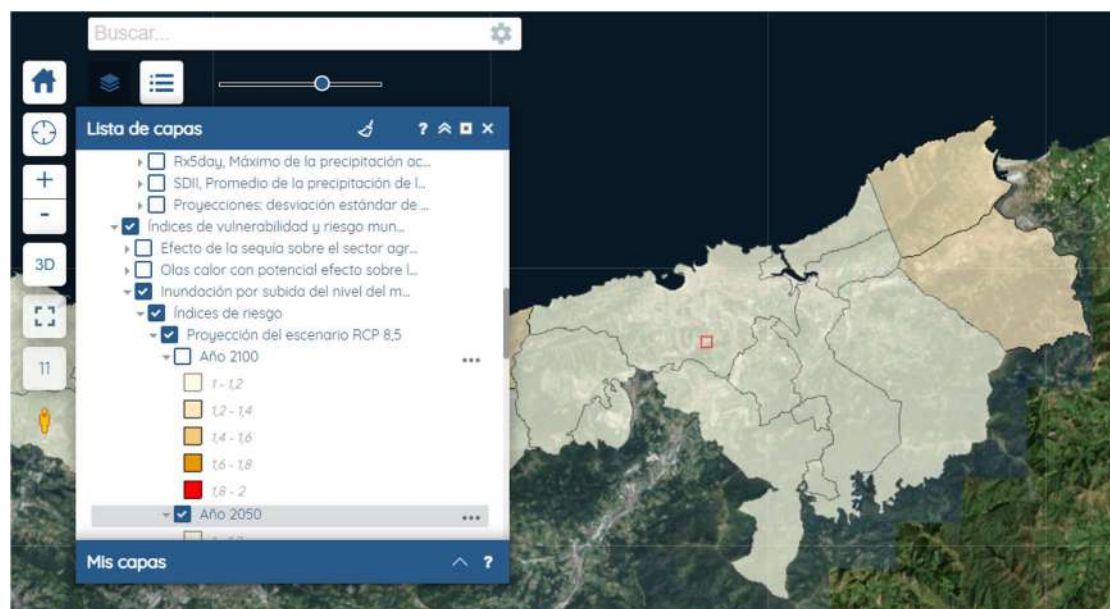 Buscar...
Lista de capas
?
Rx5day, Máximo de la precipitación ac...
SDII, Promedio de la precipitación de l...
+
Proyecciones: desviación estándar de ...
-
Índices de vulnerabilidad y riesgo mun...
Efecto de la sequía sobre el sector agr...
3D
Olas calor con potencial efecto sobre l...
Inundación por subida del nivel del m...
Índices de riesgo
Proyección del escenario RCP 8,5
11
Año 2100
...
1 - 1,2
1,2 - 1,4
1,4 - 1,6
1,6 - 1,8
1,8 - 2
Año 2050
...
Mis capas
?